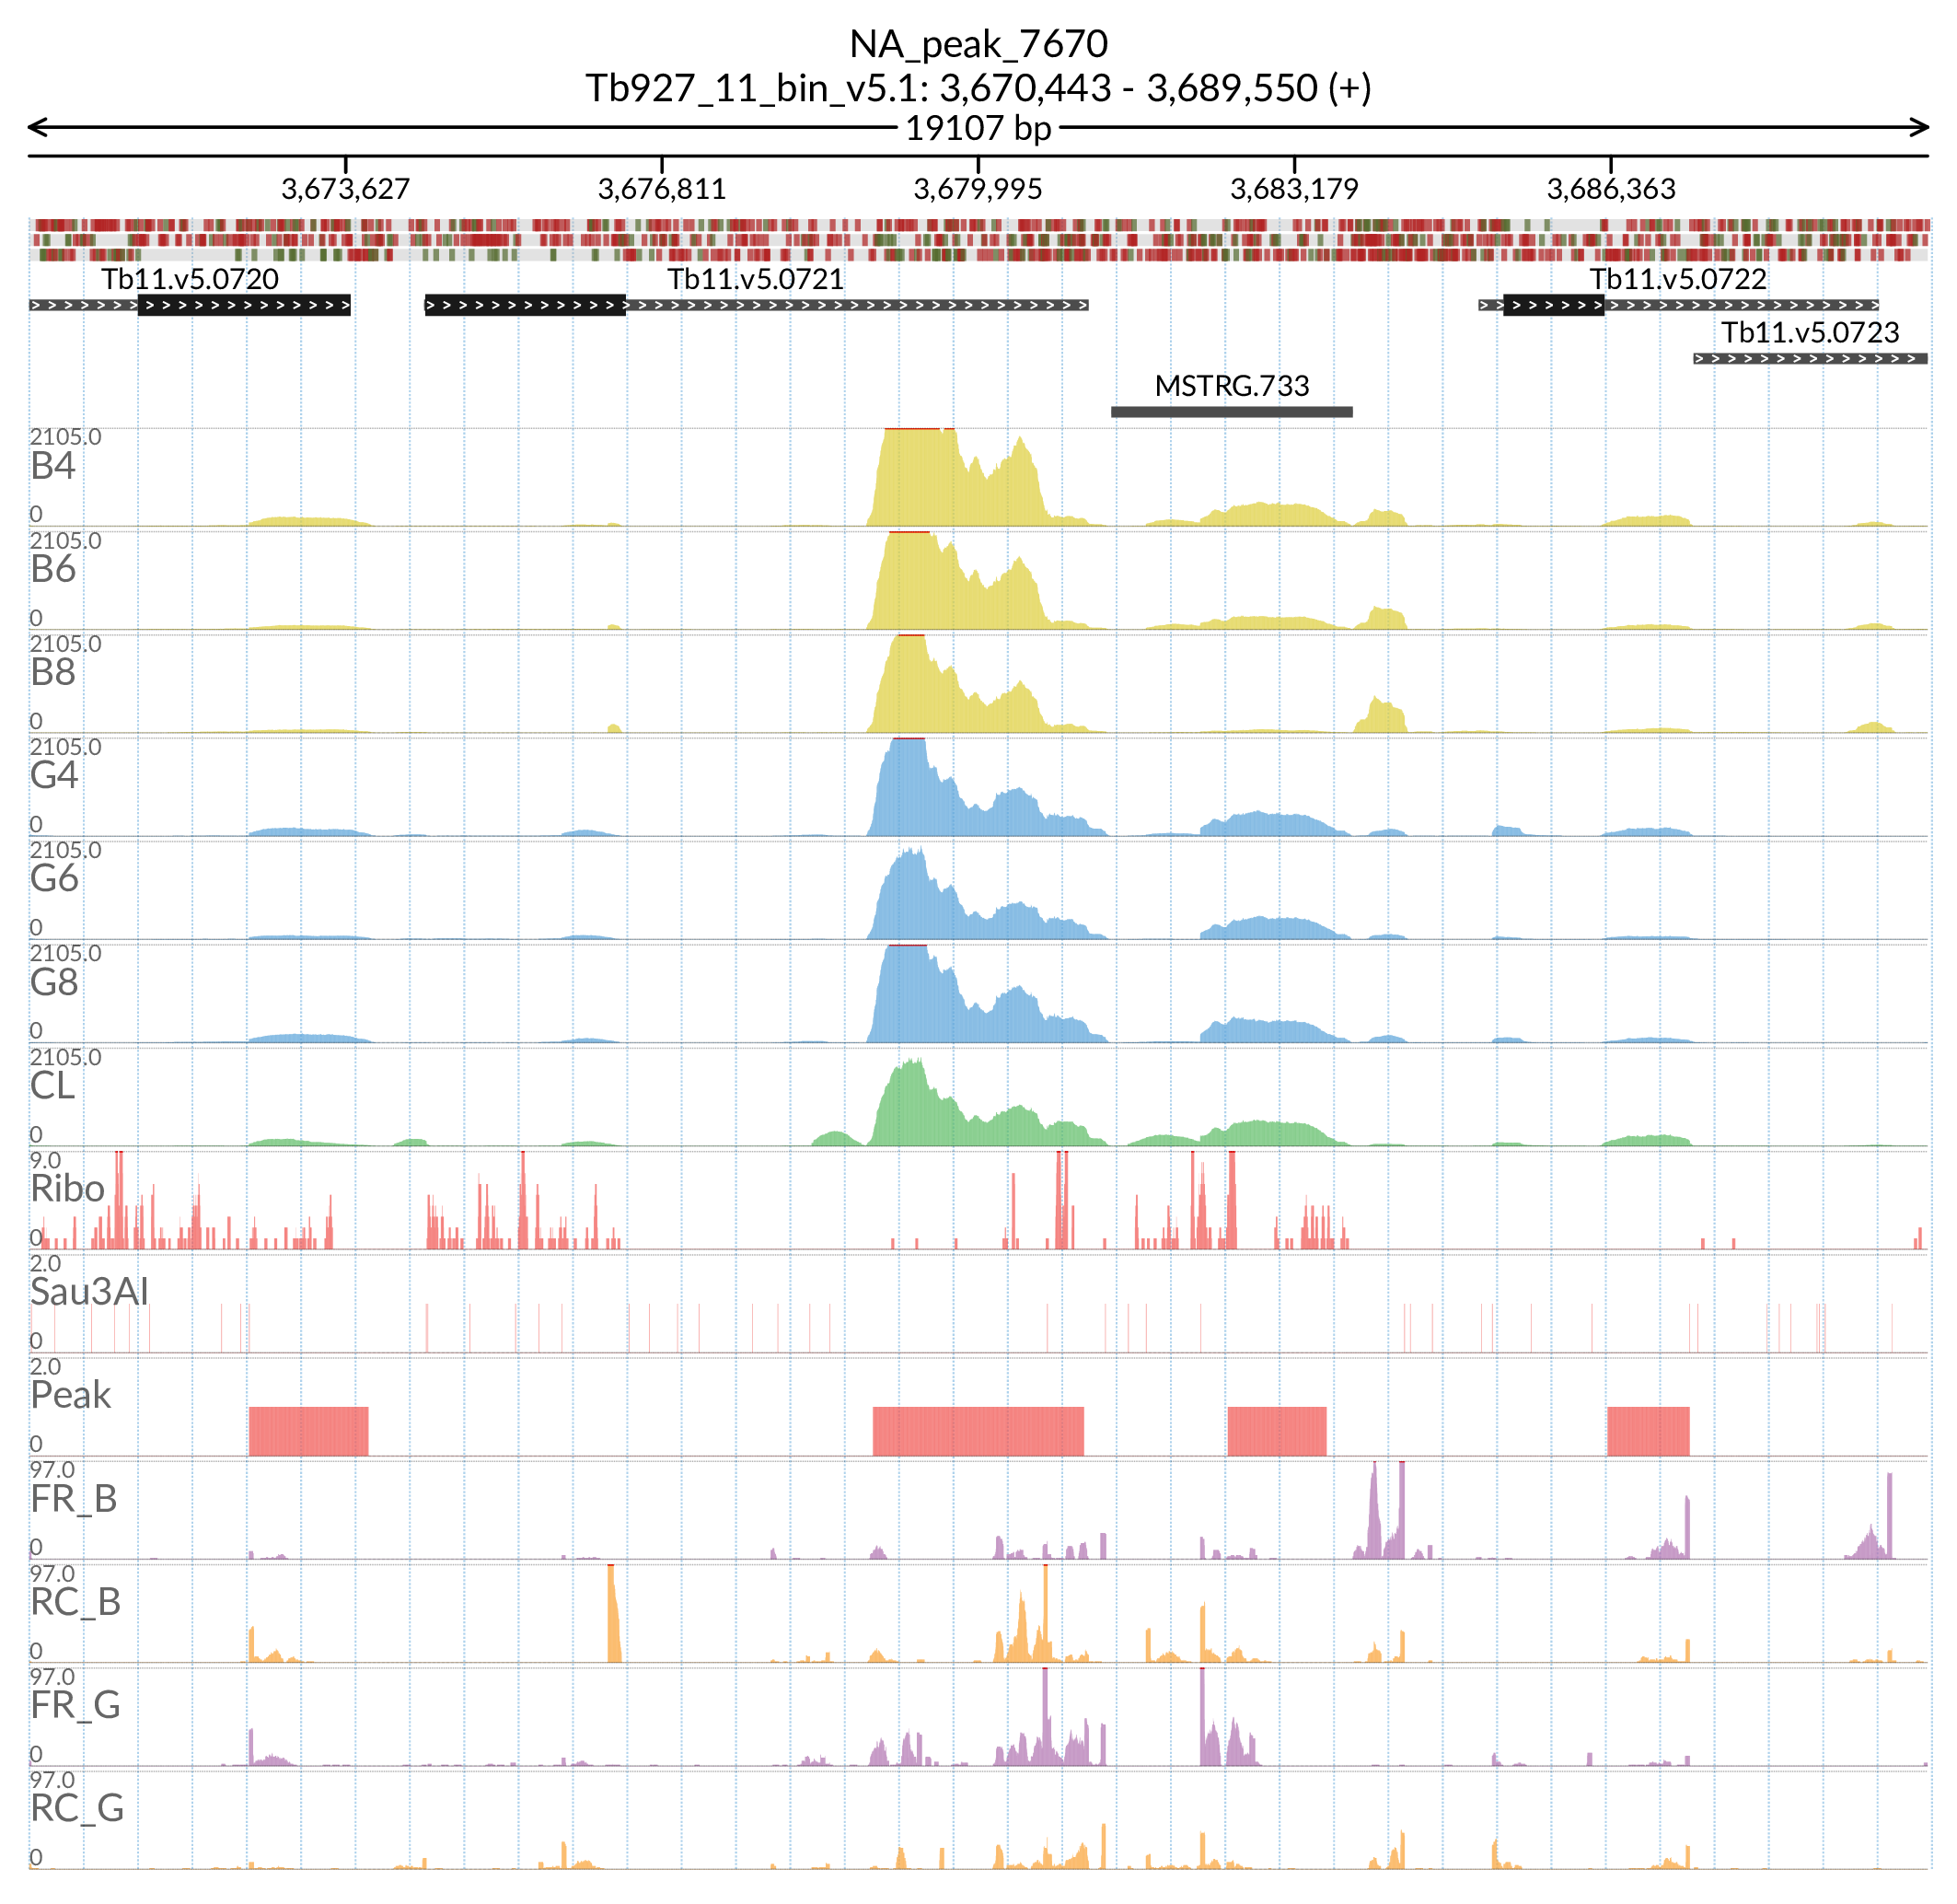 NA_peak_7670
Tb927_11_bin_v5.1: 3,670,443 - 3,689,550 (+)
19107 bp
3,673,627 3,676,811 3,679,995 3,683,179 3,686,363
Tb11.v5.0720 Tb11.v5.0721 Tb11.v5.0722
Tb11.v5.0723
MSTRG.733
2105.0
B4
0
2105.0
B6
0
2105.0
B8
0
2105.0
G4
0
2105.0
G6
0
2105.0
G8
0
2105.0
CL
0
9.0
Ribo
0
2.0
Sau3AI
0
2.0
Peak
0
97.0
FR_B
0
97.0
RC_B
0
97.0
FR_G
0
97.0
RC_G
0